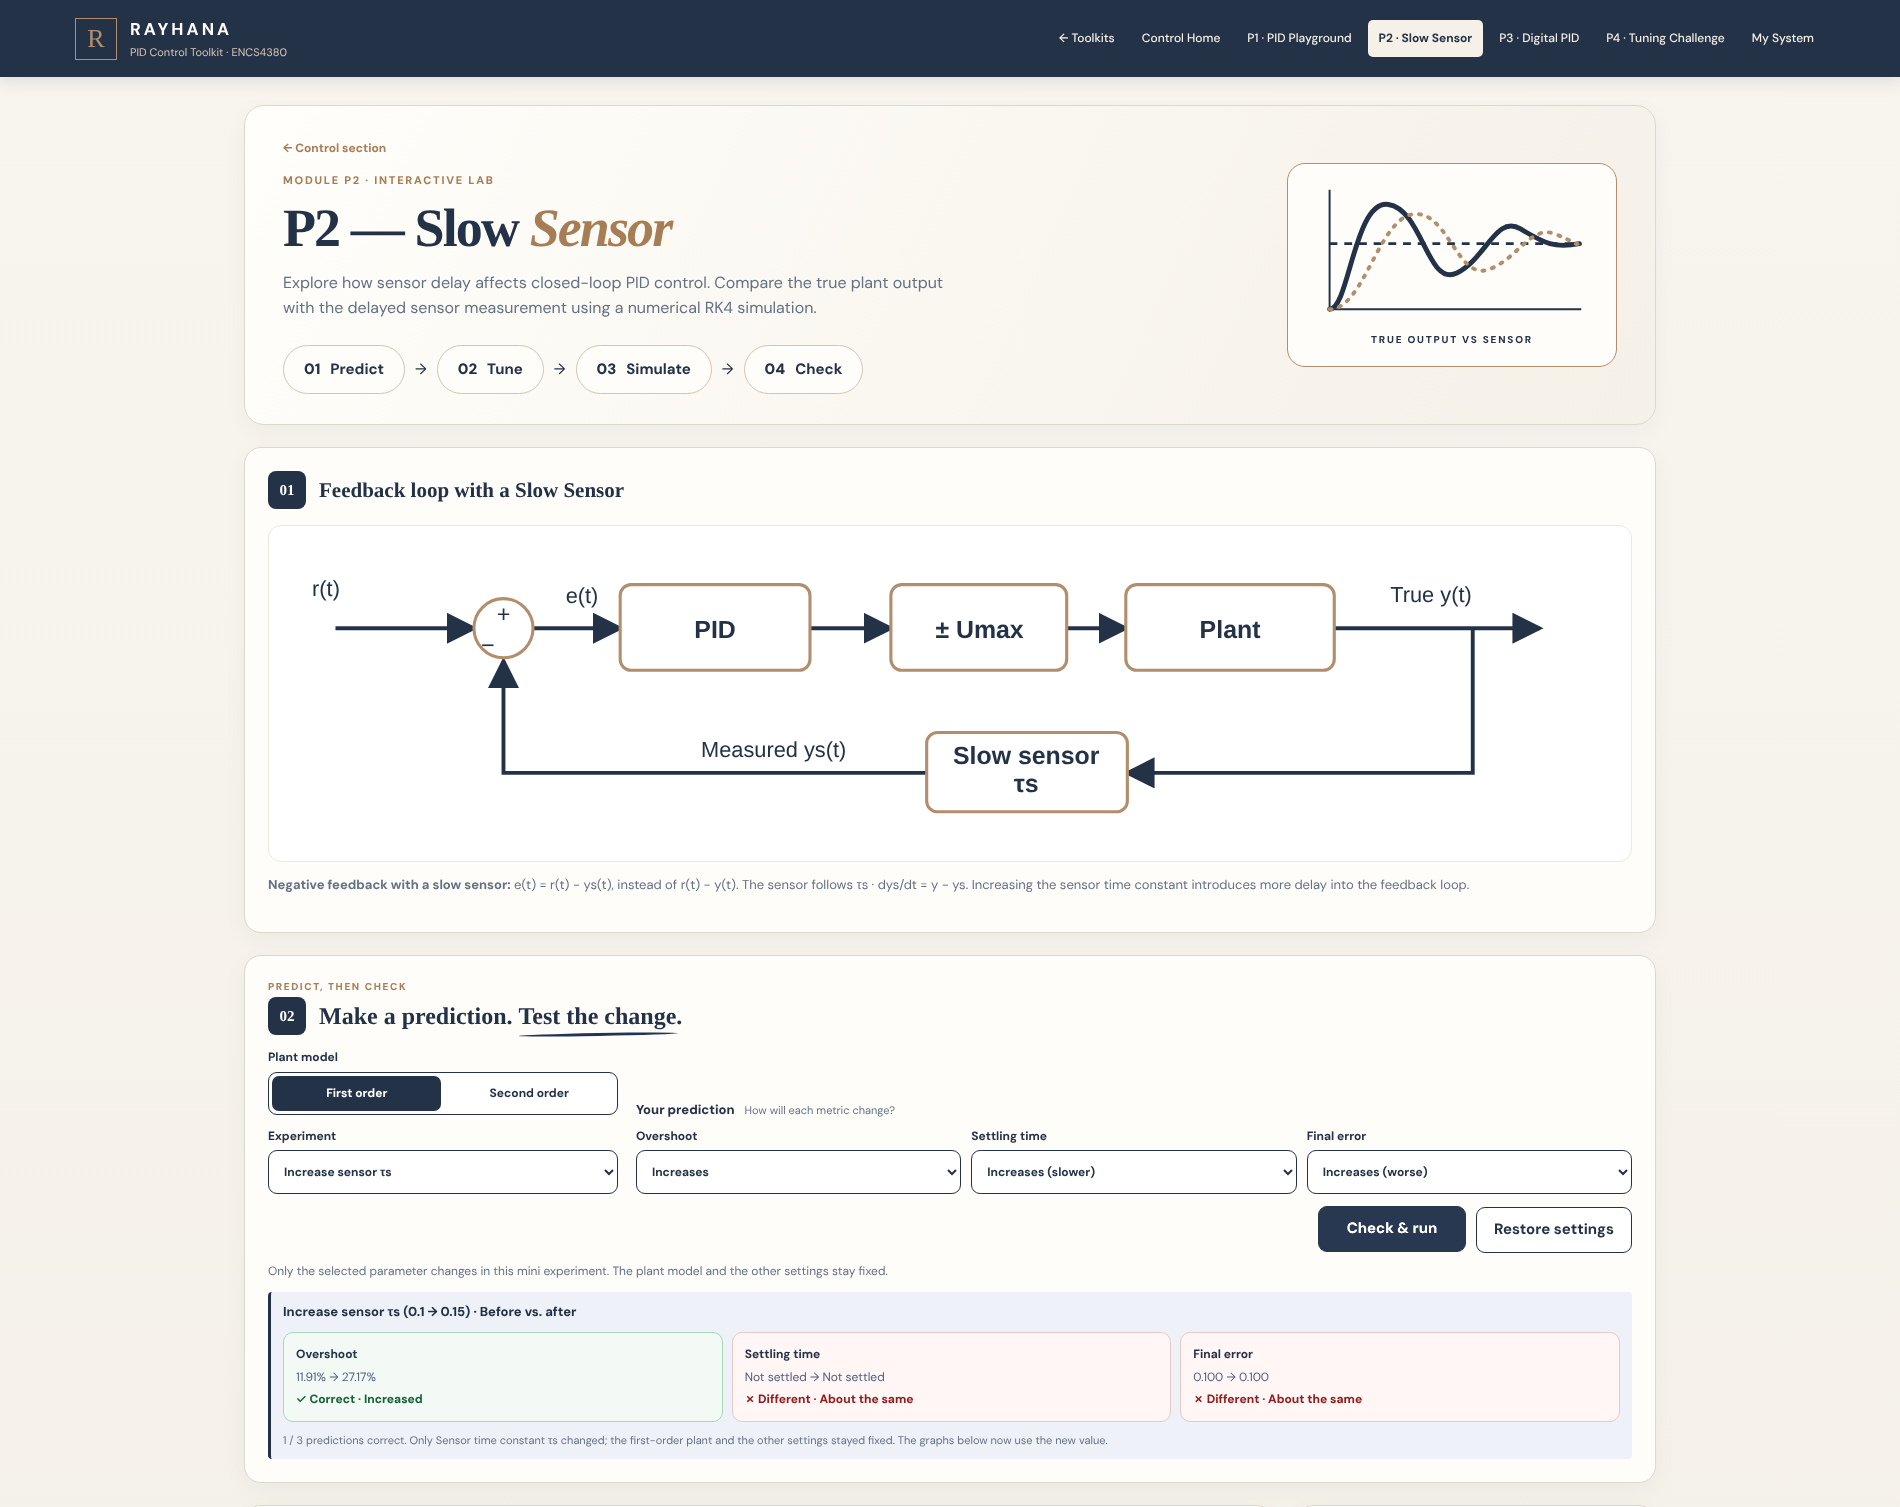 R
RAYHANA
PID Control Toolkit · ENCS4380
← Toolkits
Control Home
P1 · PID Playground
P2 · Slow Sensor
P3 · Digital PID
P4 · Tuning Challenge
My System
← Control section
MODULE P2 · INTERACTIVE LAB
P2 — Slow Sensor
Explore how sensor delay affects closed-loop PID control. Compare the true plant output
with the delayed sensor measurement using a numerical RK4 simulation.
01 Predict → 02 Tune → 03 Simulate → 04 Check
TRUE OUTPUT VS SENSOR
01 Feedback loop with a Slow Sensor
r(t)
+
−
e(t)
PID
± Umax
Plant
True y(t)
Measured ys(t)
Slow sensor
τs
Negative feedback with a slow sensor: e(t) = r(t) − ys(t), instead of r(t) − y(t). The sensor follows τs · dys/dt = y − ys. Increasing the sensor time constant introduces more delay into the feedback loop.
PREDICT, THEN CHECK
02 Make a prediction. Test the change.
Plant model
First order
Second order
Your prediction How will each metric change?
Experiment
Increase sensor τs
Overshoot
Increases
Settling time
Increases (slower)
Final error
Increases (worse)
Check & run
Restore settings
Only the selected parameter changes in this mini experiment. The plant model and the other settings stay fixed.
Increase sensor τs (0.1 → 0.15) · Before vs. after
Overshoot
11.91% → 27.17%
✓ Correct · Increased
Settling time
Not settled → Not settled
× Different · About the same
Final error
0.100 → 0.100
× Different · About the same
1 / 3 predictions correct. Only Sensor time constant τs changed; the first-order plant and the other settings stayed fixed. The graphs below now use the new value.